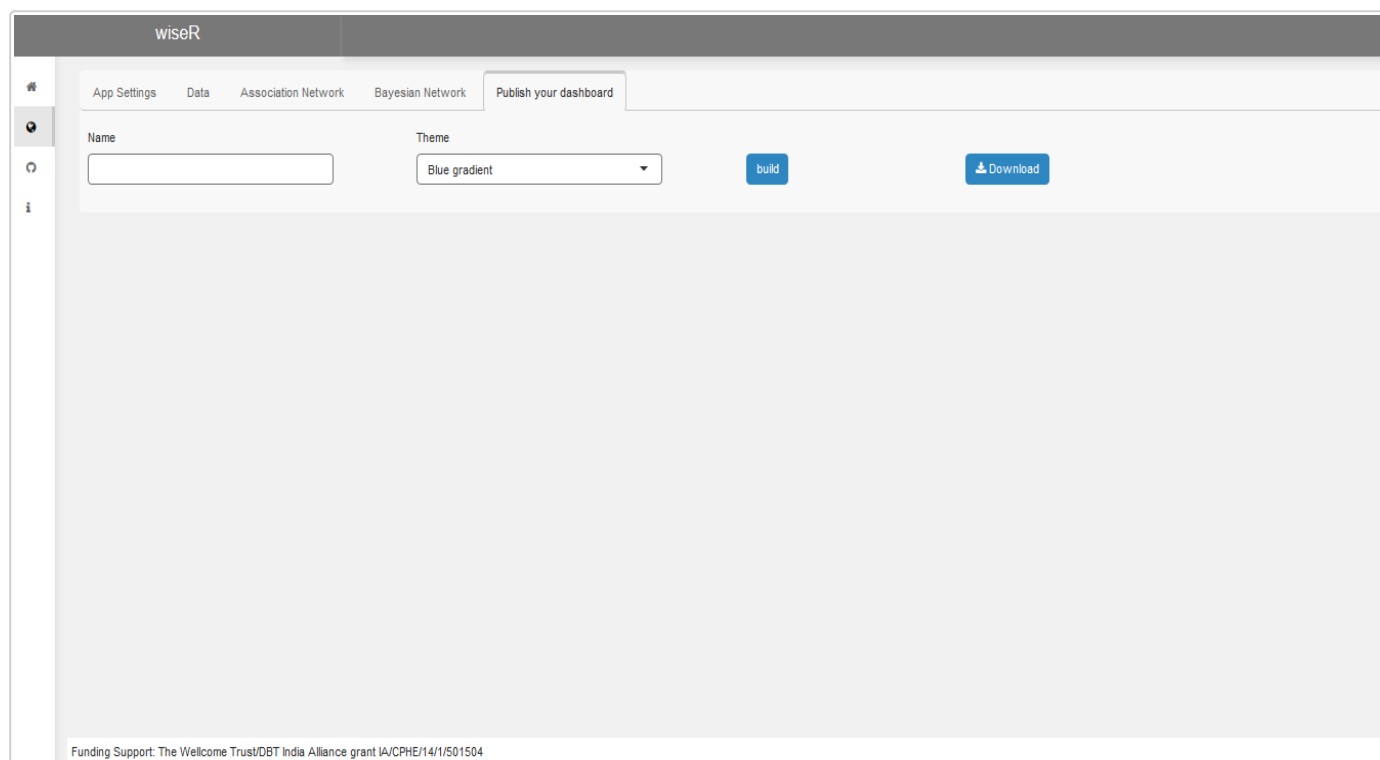 wiseR
App Settings Data Association Network Bayesian Network Publish your dashboard
Name Theme
Blue gradient build Download
Funding Support: The Wellcome Trust/DBT India Alliance grant IA/CPHE/14/1/501504